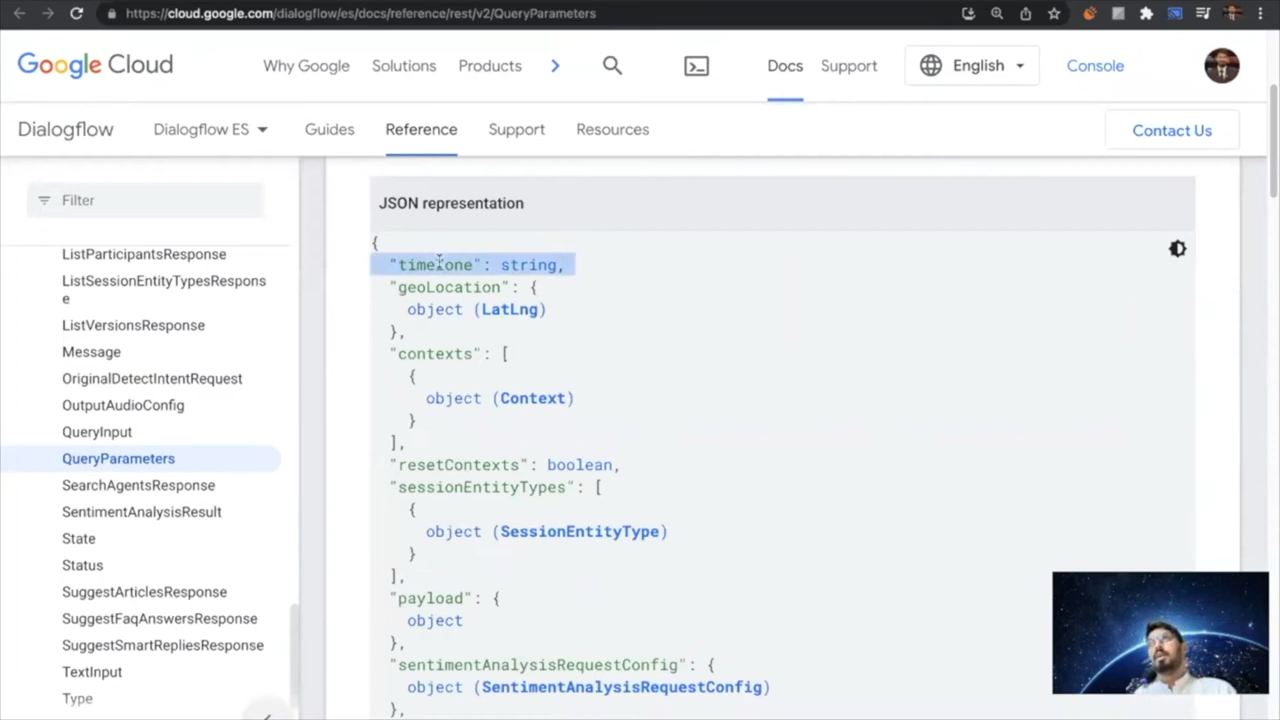 https://cloud.google.com/dialogflow/es/docs/reference/rest/v2/QueryParameters
Google Cloud
Why Google
Solutions
Products
Docs
Support
English
Console
Dialogflow
Dialogflow ES
Guides
Reference
Support
Resources
Contact Us
Filter
ListParticipantsResponse
ListSessionEntityTypesRespons
e
ListVersionsResponse
Message
OriginalDetectIntentRequest
OutputAudioConfig
QueryInput
QueryParameters
SearchAgentsResponse
SentimentAnalysisResult
State
Status
SuggestArticlesResponse
SuggestFaqAnswersResponse
SuggestSmartRepliesResponse
TextInput
Type
JSON representation
{
"timeZone": string,
"geoLocation": {
object (LatLng)
},
"contexts": [
{
object (Context)
}
],
"resetContexts": boolean,
"sessionEntityTypes": [
{
object (SessionEntityType)
}
],
"payload": {
object
},
"sentimentAnalysisRequestConfig": {
object (SentimentAnalysisRequestConfig)
},